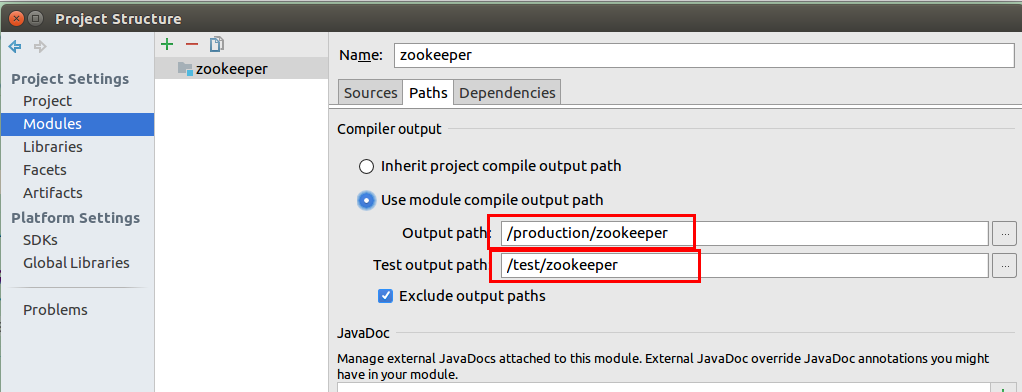 Project Structure
Name: zookeeper
Project Settings
Project
Modules
Libraries
Facets
Artifacts
Platform Settings
SDKs
Global Libraries
Problems
zookeeper
Sources Paths Dependencies
Compiler output
Inherit project compile output path
Use module compile output path
Output path: /production/zookeeper ...
Test output path /test/zookeeper ...
Exclude output paths
JavaDoc
Manage external JavaDocs attached to this module. External JavaDoc override JavaDoc annotations you might
have in your module.